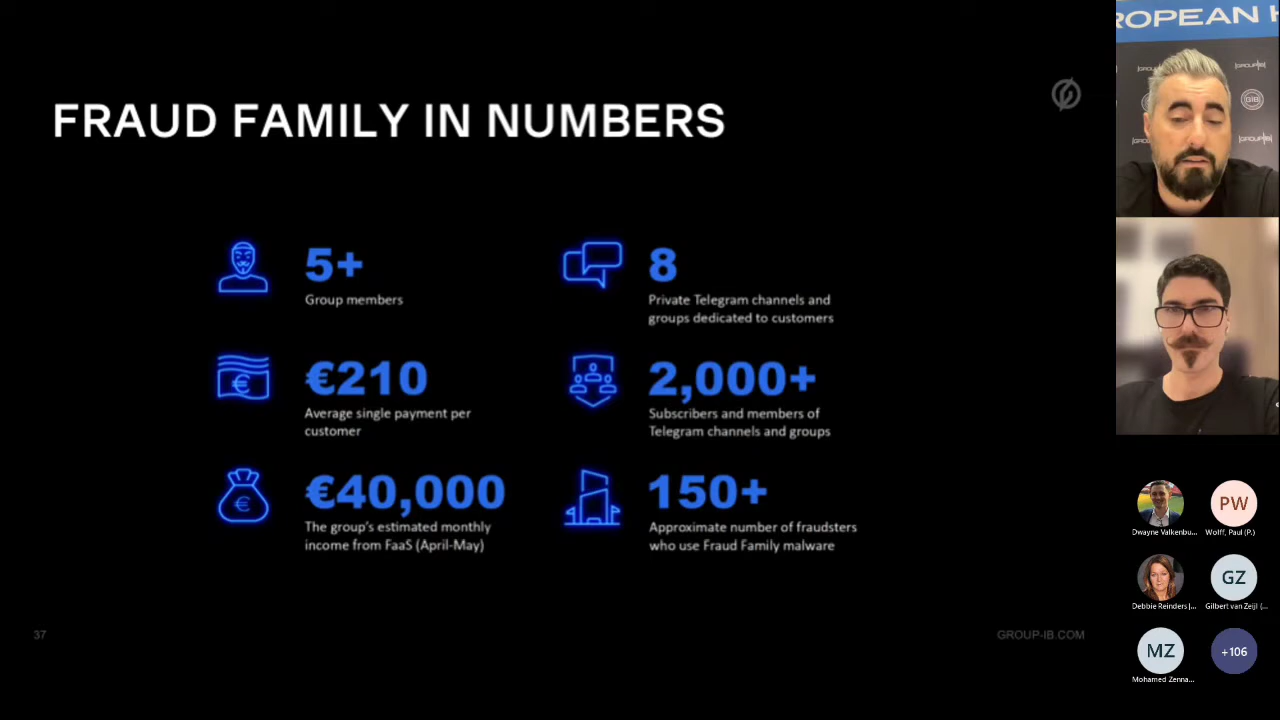 FRAUD FAMILY IN NUMBERS
5+
Group members
8
Private Telegram channels and
groups dedicated to customers
€210
Average single payment per
customer
2,000+
Subscribers and members of
Telegram channels and groups
€40,000
The group's estimated monthly
income from FaaS (April-May)
150+
Approximate number of fraudsters
who use Fraud Family malware
37
GROUP-IB.COM
ROPEAN H
GROUP-IB
GIB
PW
Dwayne Valkenbu...
Wolff, Paul (P.)
GZ
Debbie Reinders |...
Gilbert van Zeijl (...
MZ
+106
Mohamed Zenna...